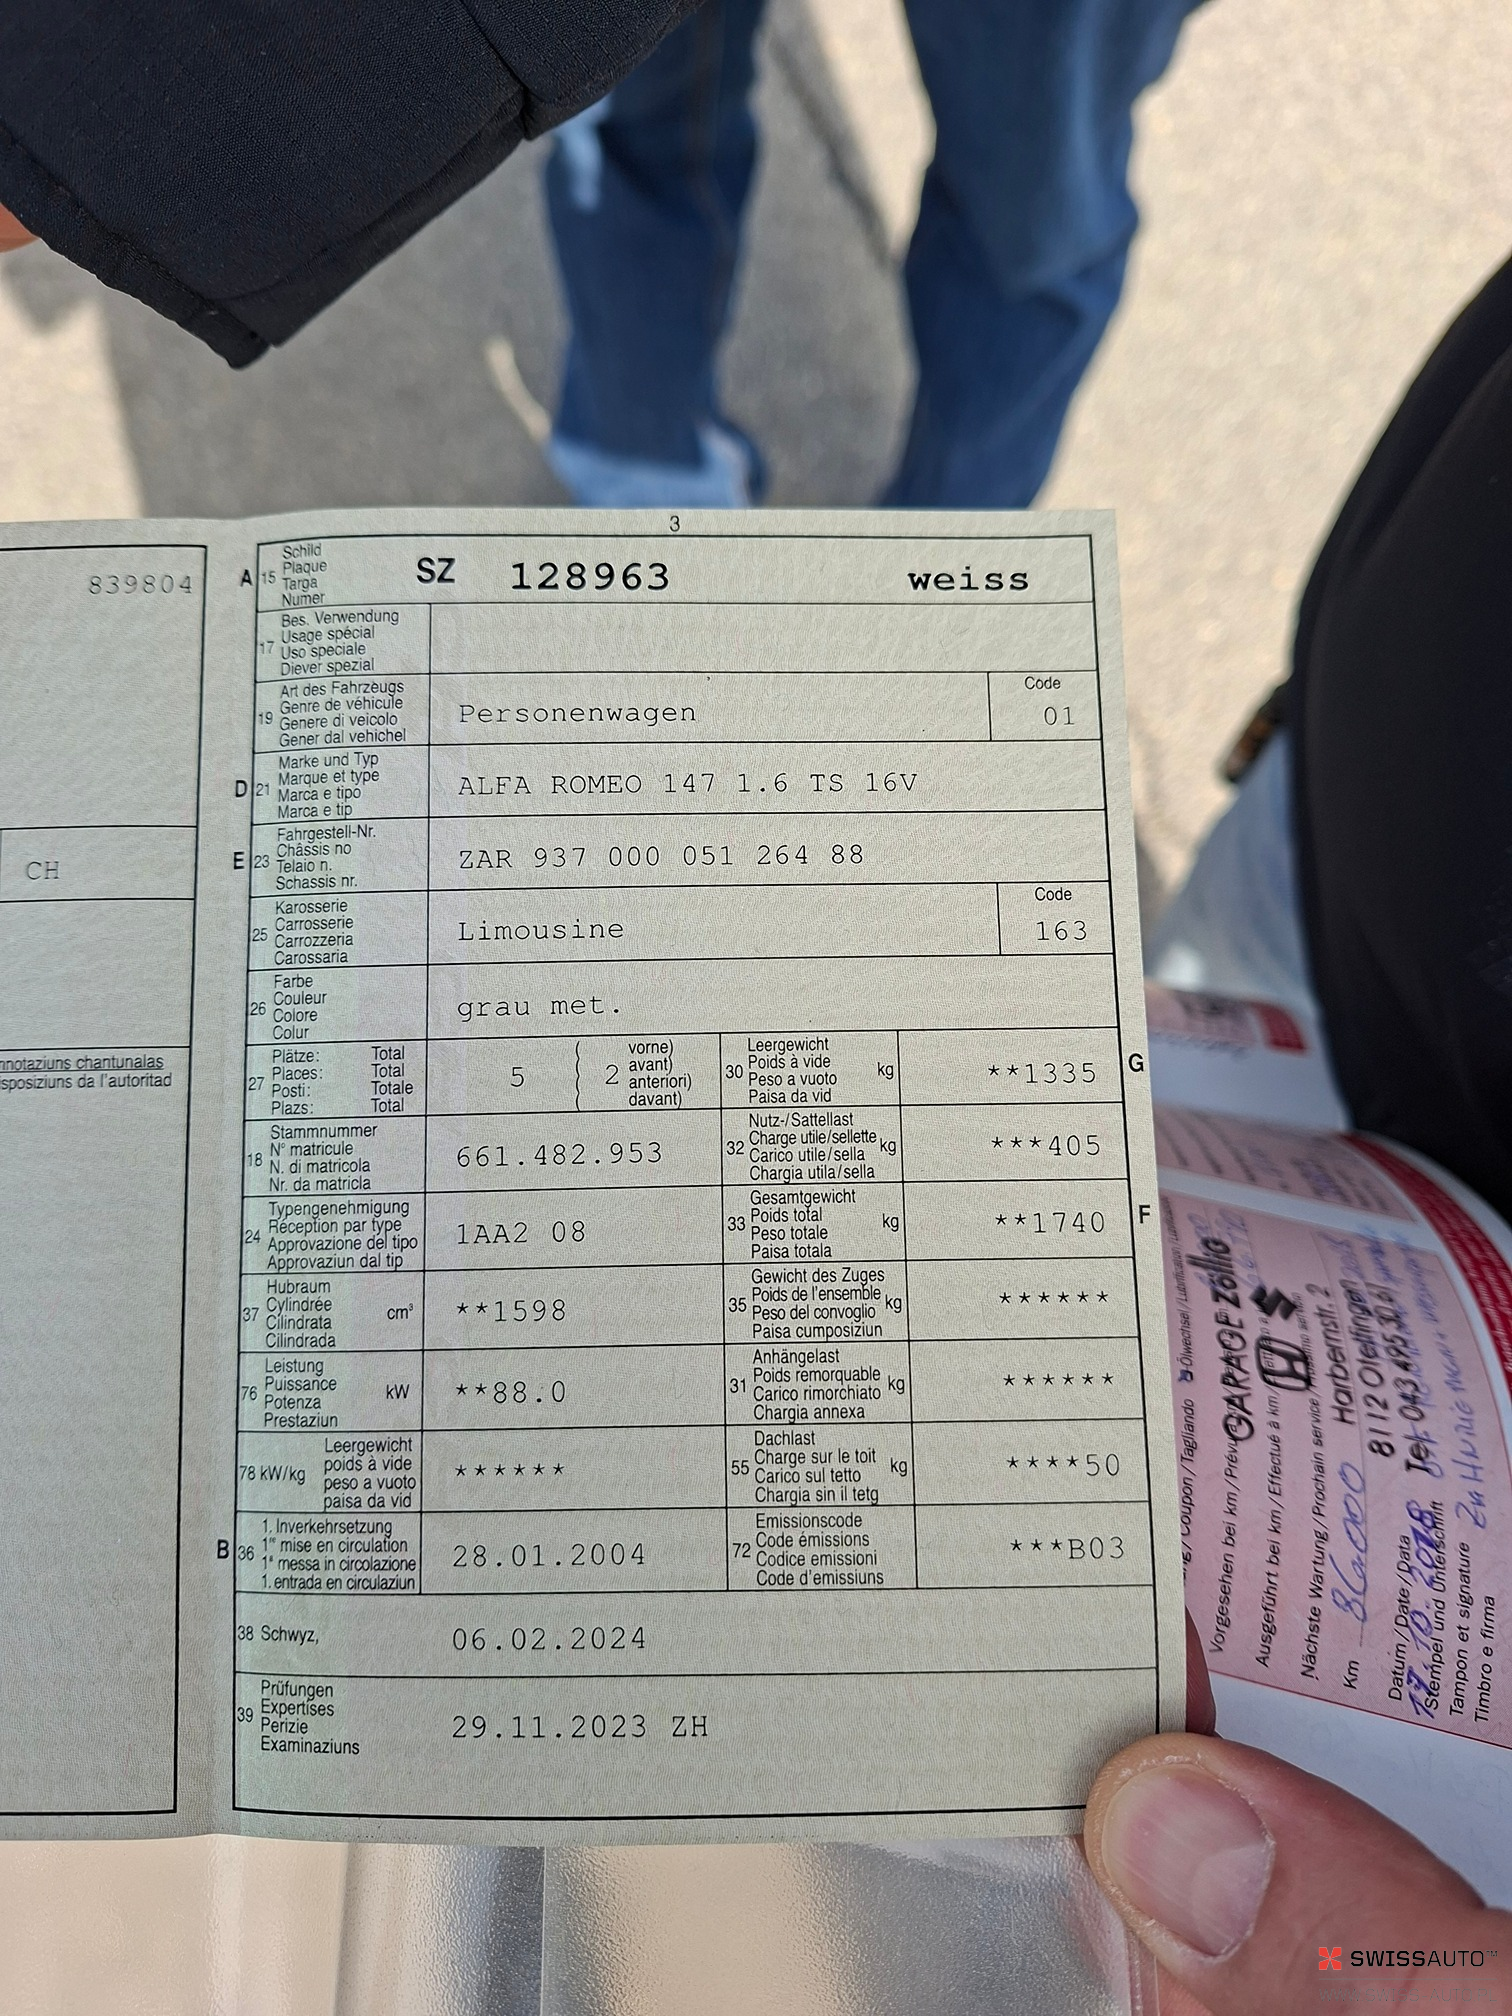 839804
CH
nnotaziuns chantunalas
sposiziuns da l'autoritad
3
A 15 Schild
Plaque
Targa
Numer
SZ 128963 weiss
17 Bes. Verwendung
Usage spécial
Uso speciale
Diever spezial
19 Art des Fahrzeugs
Genre de véhicule
Genere di veicolo
Gener dal vehichel
Personenwagen
Code
01
D 21 Marke und Typ
Marque et type
Marca e tipo
Marca e tip
ALFA ROMEO 147 1.6 TS 16V
E 23 Fahrgestell-Nr.
Châssis no
Telaio n.
Schassis nr.
ZAR 937 000 051 264 88
25 Karosserie
Carrosserie
Carrozzeria
Carossaria
Limousine
Code
163
26 Farbe
Couleur
Colore
Colur
grau met.
27 Plätze: Total
Places: Total
Posti: Totale
Plazs: Total
5 ( 2 vorne)
avant)
anteriori)
davant)
30 Leergewicht
Poids à vide
Peso a vuoto
Paisa da vid
kg
**1335
G
18 Stammnummer
N° matricule
N. di matricola
Nr. da matricla
661.482.953
32 Nutz-/Sattellast
Charge utile/sellette
Carico utile/sella
Chargia utila/sella
kg
***405
24 Typengenehmigung
Réception par type
Approvazione del tipo
Approvaziun dal tip
1AA2 08
33 Gesamtgewicht
Poids total
Peso totale
Paisa totala
kg
**1740
F
37 Hubraum
Cylindrée
Cilindrata
Cilindrada
cm³
**1598
35 Gewicht des Zuges
Poids de l'ensemble
Peso del convoglio
Paisa cumposiziun
kg
******
76 Leistung
Puissance
Potenza
Prestaziun
kW
**88.0
31 Anhängelast
Poids remorquable
Carico rimorchiato
Chargia annexa
kg
******
78 kW/kg Leergewicht
poids à vide
peso a vuoto
paisa da vid
******
55 Dachlast
Charge sur le toit
Carico sul tetto
Chargia sin il tetg
kg
****50
B 36 1. Inverkehrsetzung
1re mise en circulation
1a messa in circolazione
1. entrada en circulaziun
28.01.2004
72 Emissionscode
Code émissions
Codice emissioni
Code d'emissiuns
***B03
38 Schwyz,
06.02.2024
39 Prüfungen
Expertises
Perizie
Examinaziuns
29.11.2023 ZH
Coupon/Tagliando Ölwechsel/Lubrification
Vorgesehen bei km/
Ausgeführt bei km/Effectué à km/
Nächste Wartung/Prochain service/
Km 86000
Datum/Date/Data
Stempel und Unterschrift
Tampon et signature
Timbro e firma
GARAGE Zöllig
Harbernstr. 2
8112 Otelfingen
Tel.
SWISSAUTO™